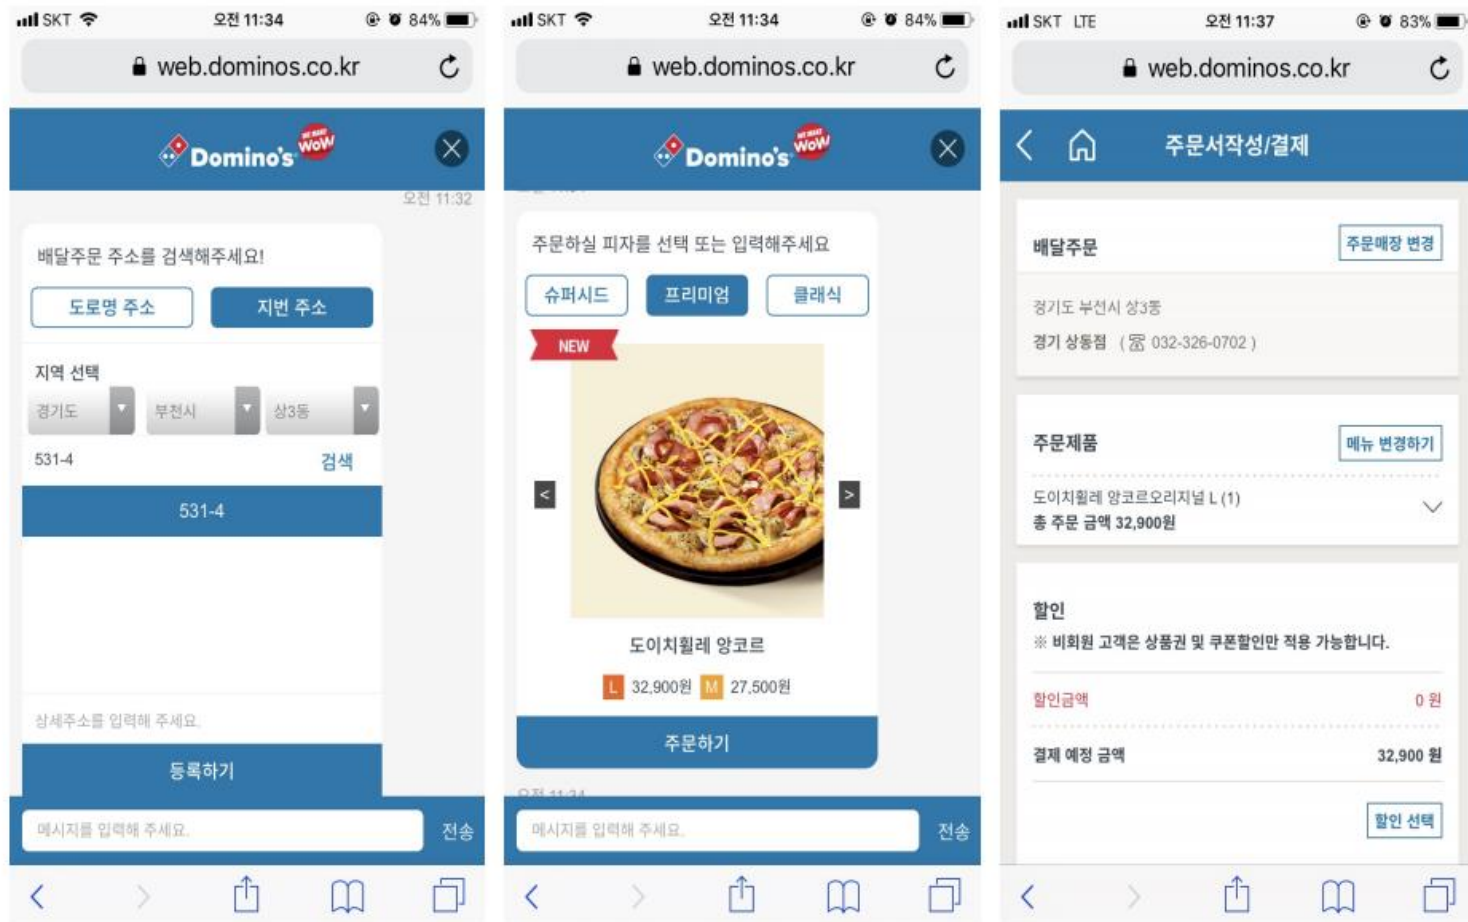 SKT 오전 11:34 84%
web.dominos.co.kr
Domino's WE MAKE WOW
오전 11:32
배달주문 주소를 검색해주세요!
도로명 주소 지번 주소
지역 선택
경기도 부천시 상3동
531-4 검색
531-4
상세주소를 입력해 주세요.
등록하기
메시지를 입력해 주세요. 전송
SKT 오전 11:34 84%
web.dominos.co.kr
Domino's WE MAKE WOW
주문하실 피자를 선택 또는 입력해주세요
슈퍼시드 프리미엄 클래식
NEW
< >
도이치휠레 앙코르
L 32,900원 M 27,500원
주문하기
오전 11:34
메시지를 입력해 주세요. 전송
SKT LTE 오전 11:37 83%
web.dominos.co.kr
주문서작성/결제
배달주문 주문매장 변경
경기도 부천시 상3동
경기 상동점 ( ☏ 032-326-0702 )
주문제품 메뉴 변경하기
도이치휠레 앙코르오리지널 L (1)
총 주문 금액 32,900원
할인
※ 비회원 고객은 상품권 및 쿠폰할인만 적용 가능합니다.
할인금액 0 원
결제 예정 금액 32,900 원
할인 선택